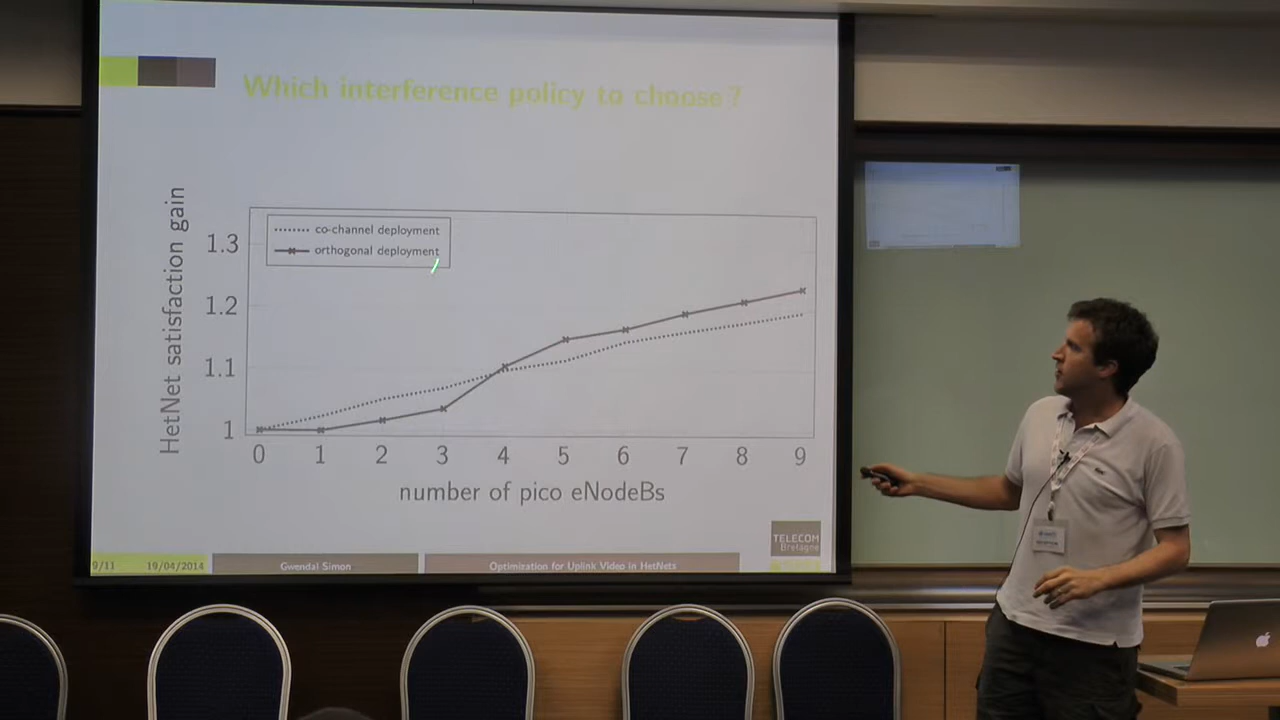 Which interference policy to choose ?
HetNet satisfaction gain
co-channel deployment
orthogonal deployment
1.3
1.2
1.1
1
0 1 2 3 4 5 6 7 8 9
number of pico eNodeBs
TELECOM
Bretagne
9/11 19/04/2014 Gwendal Simon Optimization for Uplink Video in HetNets